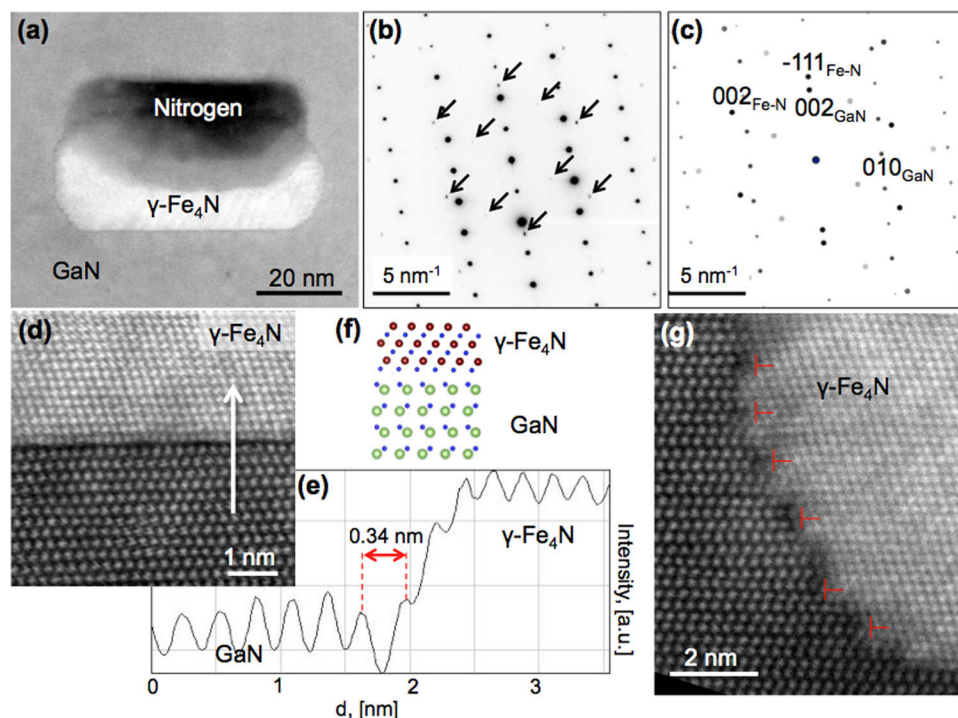 (a)
Nitrogen
γ-Fe₄N
GaN
20 nm
(b)
5 nm⁻¹
(c)
-111Fe-N
002Fe-N
002GaN
010GaN
5 nm⁻¹
(d)
γ-Fe₄N
1 nm
(f)
γ-Fe₄N
GaN
(e)
0.34 nm
γ-Fe₄N
GaN
Intensity, [a.u.]
0 1 2 3
d, [nm]
(g)
γ-Fe₄N
2 nm